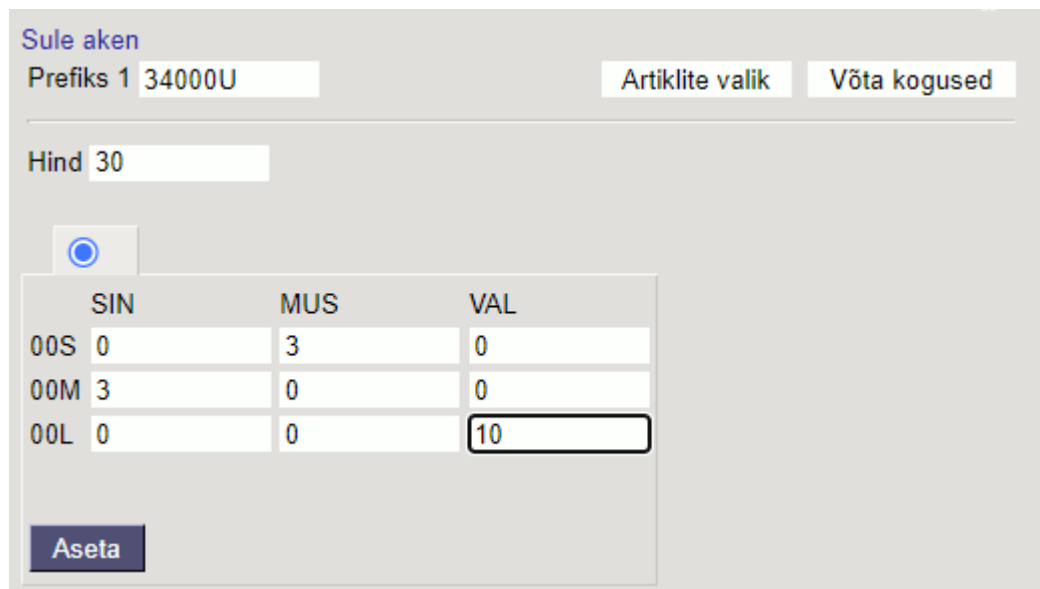 Sule aken
Prefiks 1 34000U Artiklite valik Võta kogused
Hind 30
SIN MUS VAL
00S 0 3 0
00M 3 0 0
00L 0 0 10
Aseta